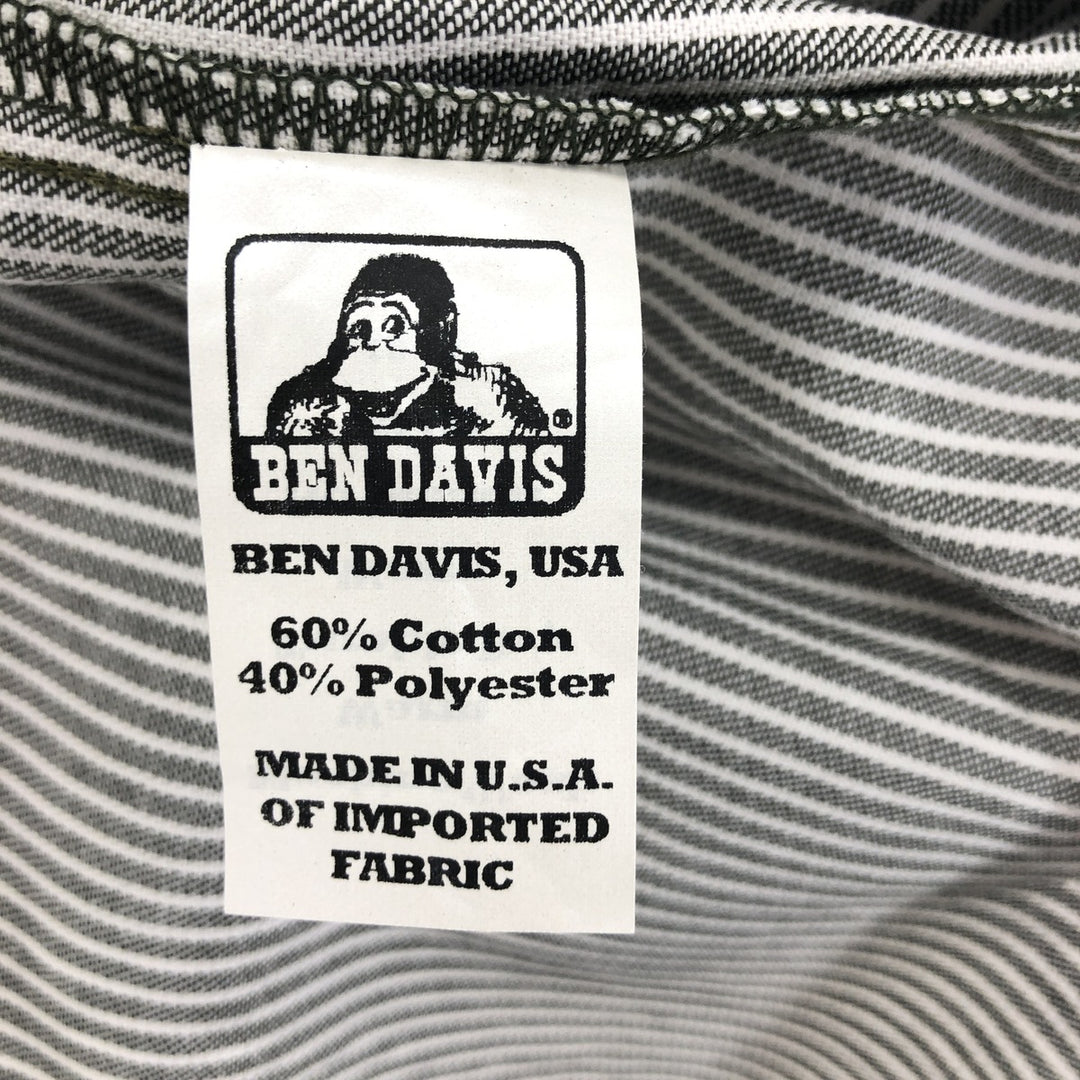 ®
BEN DAVIS
BEN DAVIS, USA
60% Cotton
40% Polyester
MADE IN U.S.A.
OF IMPORTED
FABRIC